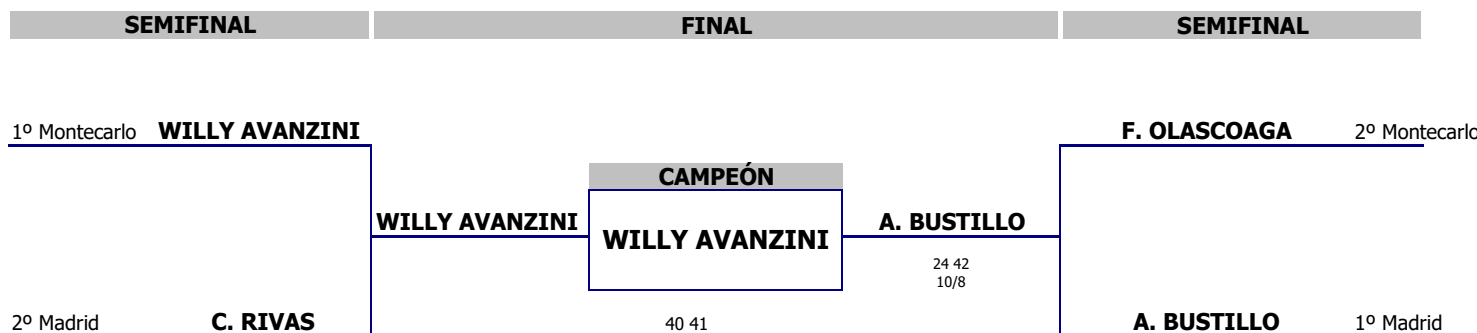 SEMIFINAL FINAL SEMIFINAL
1º Montecarlo WILLY AVANZINI F. OLASCOAGA 2º Montecarlo
CAMPEÓN
WILLY AVANZINI WILLY AVANZINI A. BUSTILLO
24 42
10/8
2º Madrid C. RIVAS 40 41 A. BUSTILLO 1º Madrid